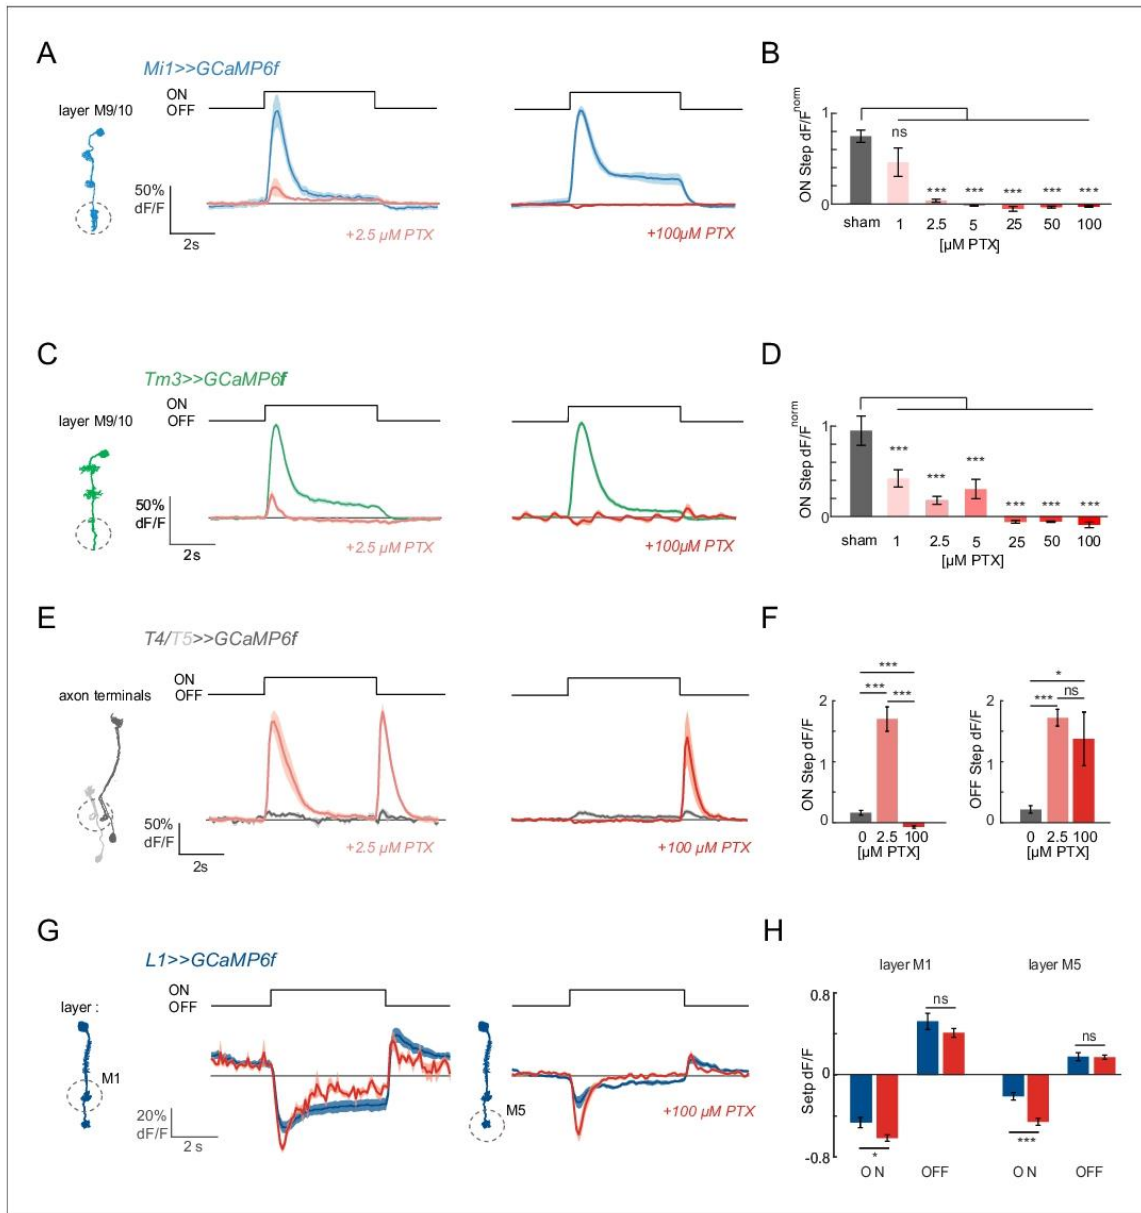 A
Mi1>>GCaMP6f
layer M9/10
ON
OFF
50%
dF/F
2s
+2.5 µM PTX
+100µM PTX
B
ON Step dF/F norm
1
0
ns
*** *** *** *** ***
sham 1 2.5 5 25 50 100
[µM PTX]
C
Tm3>>GCaMP6f
layer M9/10
ON
OFF
50%
dF/F
2s
+2.5 µM PTX
+100µM PTX
D
ON Step dF/F norm
1
0
*** *** *** *** *** ***
sham 1 2.5 5 25 50 100
[µM PTX]
E
T4/T5>>GCaMP6f
axon terminals
ON
OFF
50%
dF/F
2s
+2.5 µM PTX
+100 µM PTX
F
ON Step dF/F
2
1
0
***
*** ***
0 2.5 100
[µM PTX]
OFF Step dF/F
2
1
0
*
*** ns
0 2.5 100
[µM PTX]
G
L1>>GCaMP6f
layer :
M1
ON
OFF
20%
dF/F
2 s
M5
+100 µM PTX
H
layer M1 layer M5
Setp dF/F
0.8
0
-0.8
ns
ns
*
***
O N OFF O N OFF